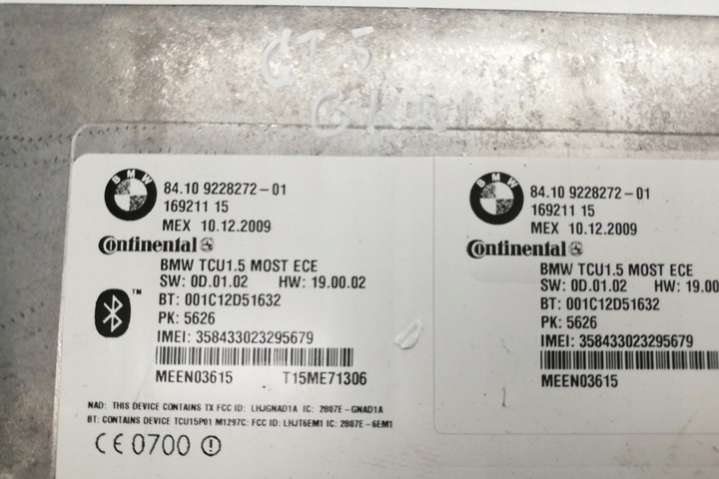 BMW
84.10 9228272-01
169211 15
MEX 10.12.2009
Continental
BMW TCU1.5 MOST ECE
SW: 0D.01.02 HW: 19.00.02
BT: 001C12D51632
PK: 5626
IMEI: 358433023295679
MEEN03615 T15ME71306
NAD: THIS DEVICE CONTAINS TX FCC ID: LHJGNAD1A IC: 2807E-GNAD1A
BT: CONTAINS DEVICE TCU15P01 M1297C: FCC ID: LHJT6EM1 IC: 2807E-6EM1
CE 0700
BMW
84.10 9228272-01
169211 15
MEX 10.12.2009
Continental
BMW TCU1.5 MOST ECE
SW: 0D.01.02 HW: 19.00
BT: 001C12D51632
PK: 5626
IMEI: 358433023295679
MEEN03615